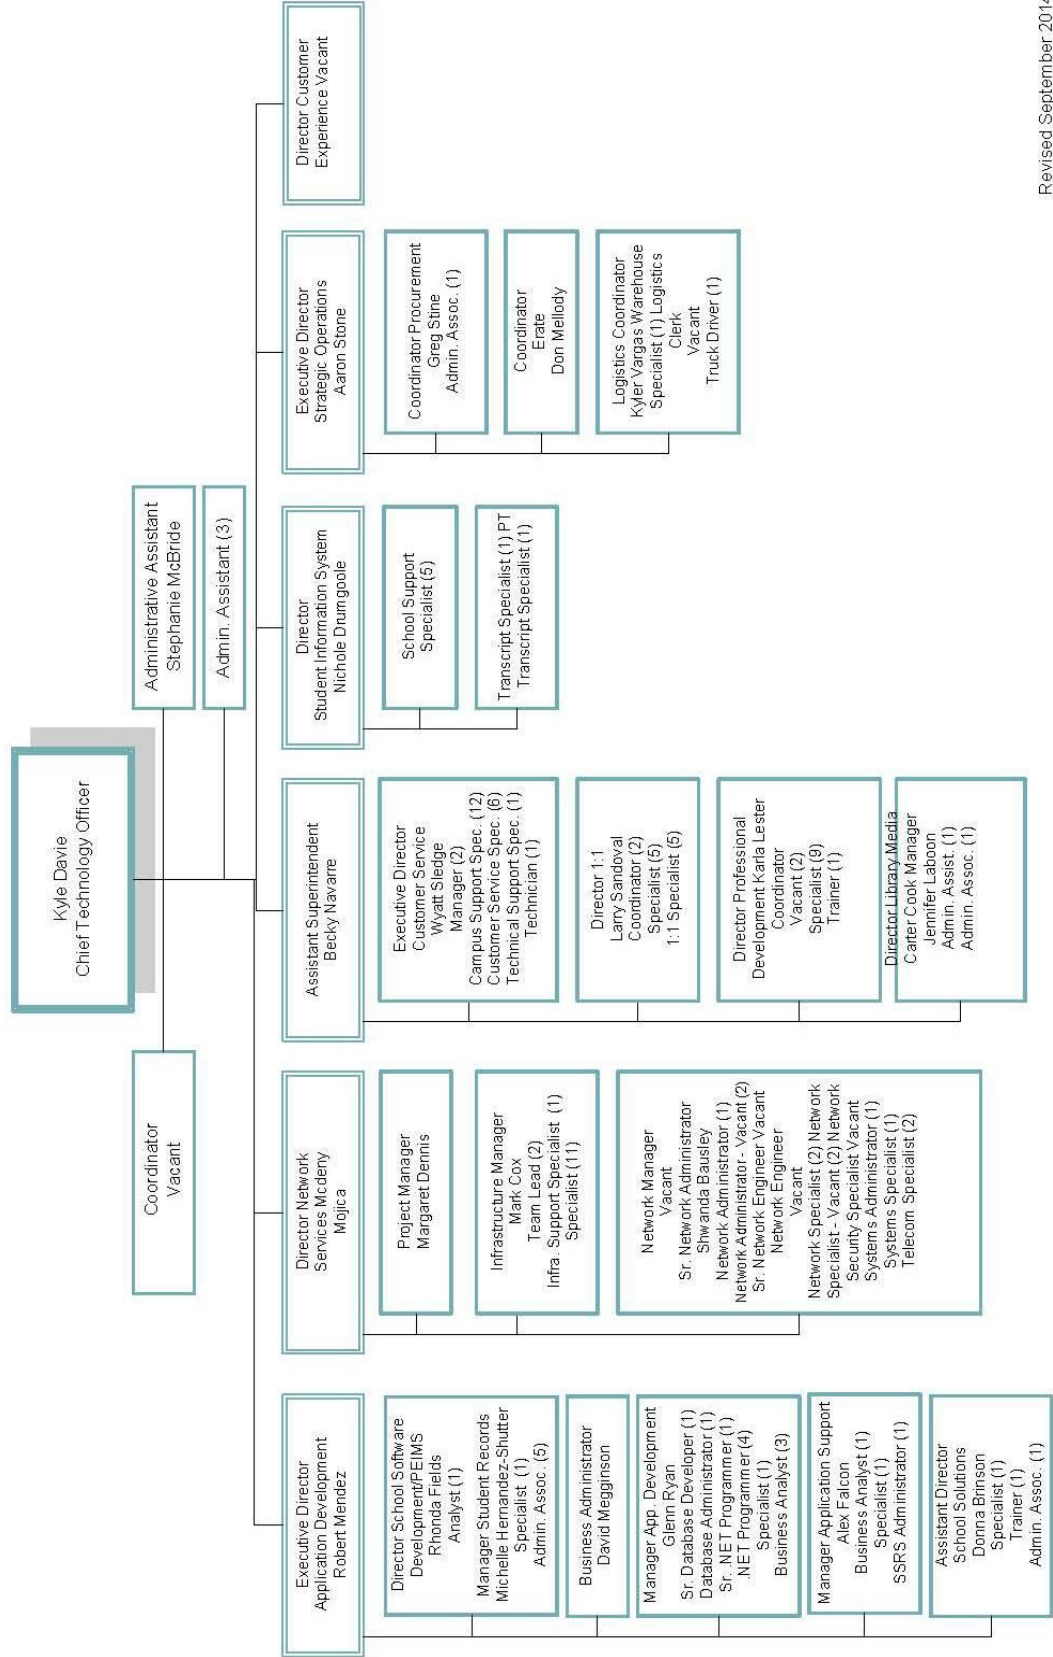 Kyle Davie
Chief Technology Officer
Coordinator
Vacant
Administrative Assistant
Stephanie McBride
Admin. Assistant (3)
Executive Director
Application Development
Robert Mendez
Director School Software
Development/PEIMS
Rhonda Fields
Analyst (1)
Manager Student Records
Michelle Hernandez-Shutter
Specialist (1)
Admin. Assoc. (5)
Business Administrator
David Megginson
Manager App. Development
Glenn Ryan
Sr. Database Developer (1)
Database Administrator (1)
Sr. .NET Programmer (1)
.NET Programmer (4)
Specialist (1)
Business Analyst (3)
Manager Application Support
Alex Falcon
Business Analyst (1)
Specialist (1)
SSRS Administrator (1)
Assistant Director
School Solutions
Donna Brinson
Specialist (1)
Trainer (1)
Admin. Assoc. (1)
Director Network
Services Mcdeny
Mojica
Project Manager
Margaret Dennis
Infrastructure Manager
Mark Cox
Team Lead (2)
Infra. Support Specialist (1)
Specialist (11)
Network Manager
Vacant
Sr. Network Administrator
Shwanda Bausley
Network Administrator (1)
Network Administrator - Vacant (2)
Sr. Network Engineer Vacant
Network Engineer
Vacant
Network Specialist (2) Network
Specialist - Vacant (2) Network
Security Specialist Vacant
Systems Administrator (1)
Systems Specialist (1)
Telecom Specialist (2)
Assistant Superintendent
Becky Navarre
Executive Director
Customer Service
Wyatt Sledge
Manager (2)
Campus Support Spec. (12)
Customer Service Spec. (6)
Technical Support Spec. (1)
Technician (1)
Director 1:1
Larry Sandoval
Coordinator (2)
Specialist (5)
1:1 Specialist (5)
Director Professional
Development Karla Lester
Coordinator
Vacant (2)
Specialist (9)
Trainer (1)
Director Library Media
Carter Cook Manager
Jennifer Laboon
Admin. Assist. (1)
Admin. Assoc. (1)
Director
Student Information System
Nichole Drumgoole
School Support
Specialist (5)
Transcript Specialist (1) PT
Transcript Specialist (1)
Executive Director
Strategic Operations
Aaron Stone
Coordinator Procurement
Greg Stine
Admin. Assoc. (1)
Coordinator
Erate
Don Mellody
Logistics Coordinator
Kyler Vargas Warehouse
Specialist (1) Logistics
Clerk
Vacant
Truck Driver (1)
Director Customer
Experience Vacant
Revised September 2014